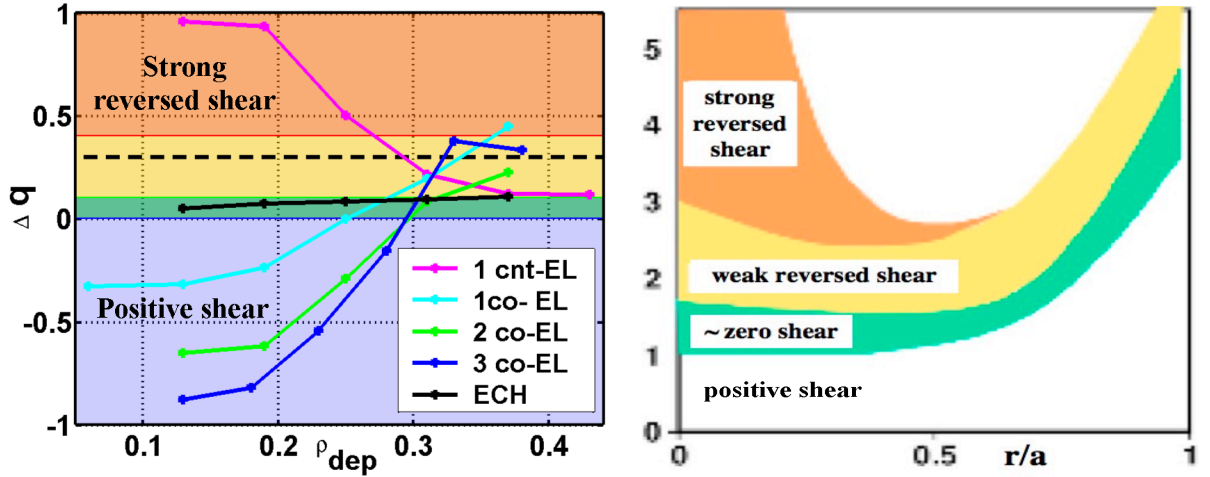 1
0.5
0
-0.5
-1
Δ q
Strong
reversed shear
Positive shear
1 cnt-EL
1co- EL
2 co-EL
3 co-EL
ECH
0.1
0.2
0.3
0.4
ρdep
5
4
3
2
1
0
strong
reversed
shear
weak reversed shear
~ zero shear
positive shear
0
0.5
r/a
1